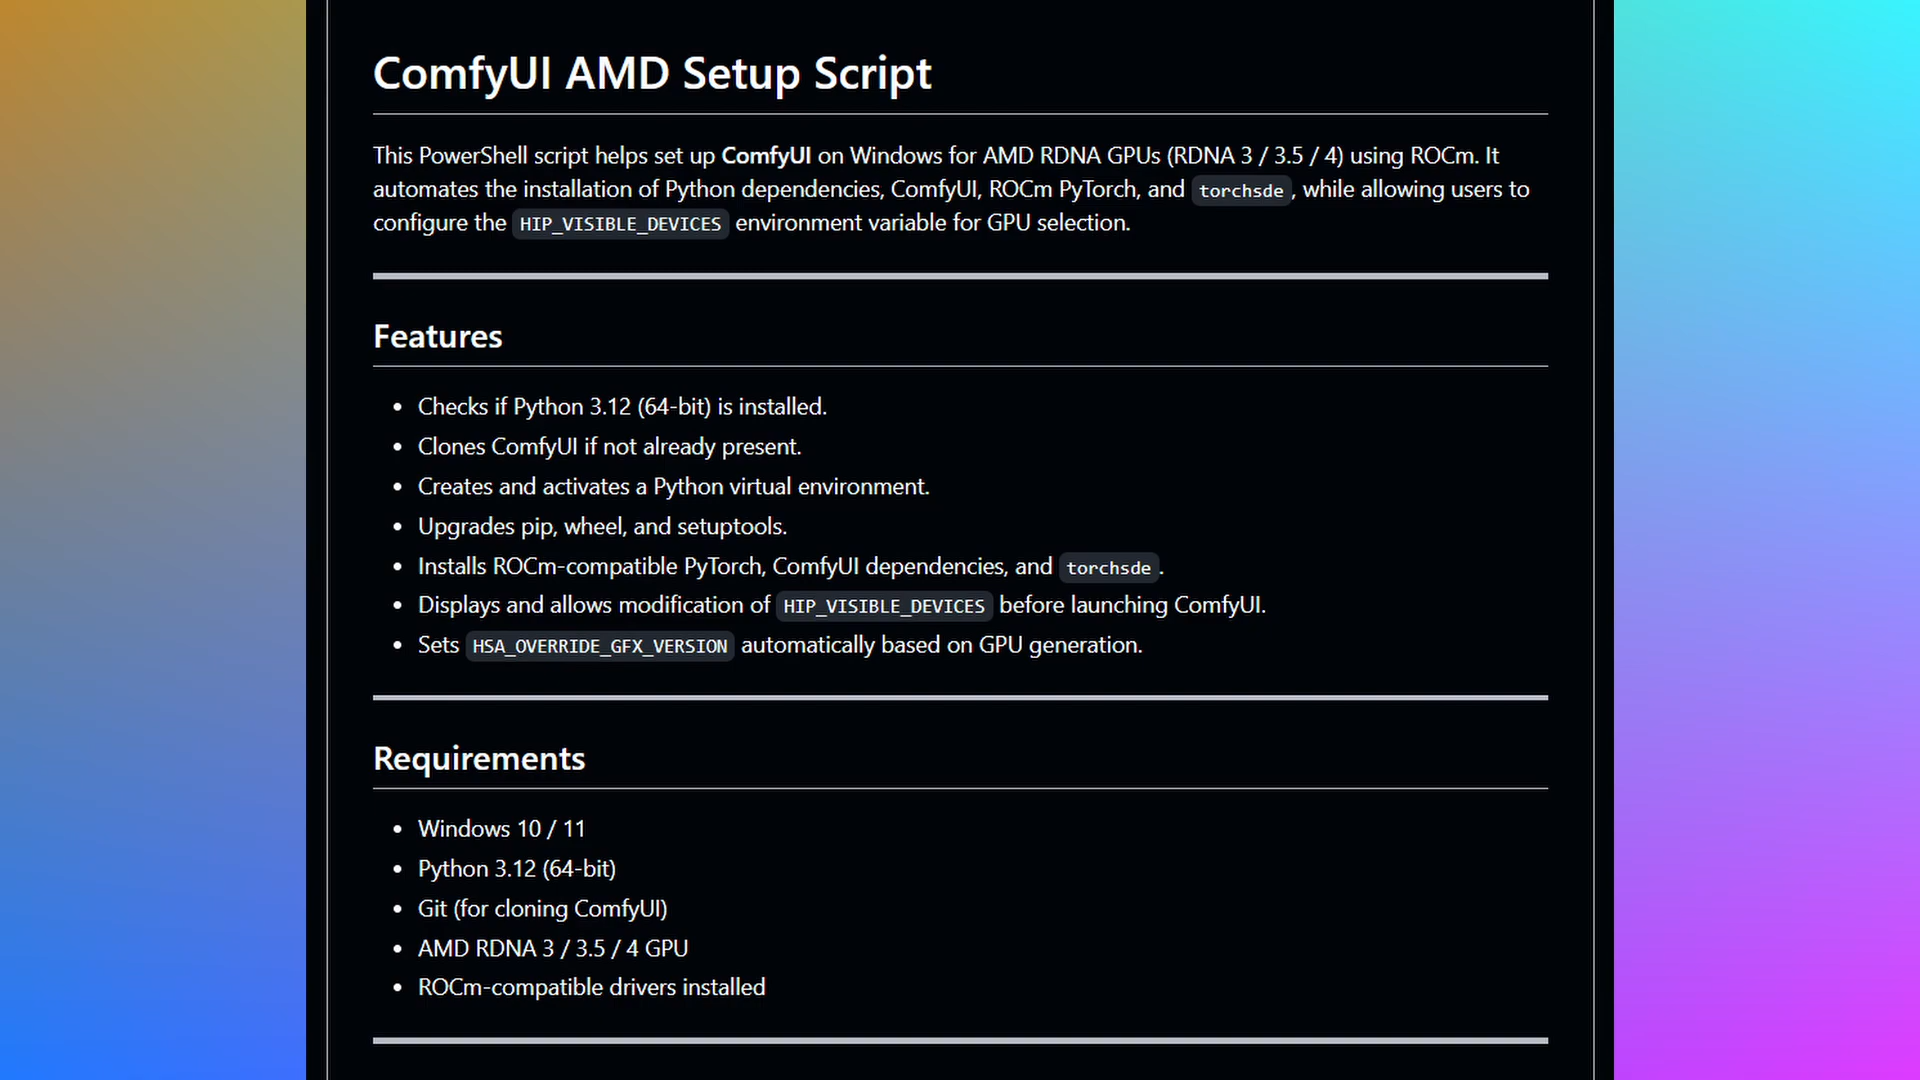 ComfyUI AMD Setup Script
This PowerShell script helps set up ComfyUI on Windows for AMD RDNA GPUs (RDNA 3 / 3.5 / 4) using ROCm. It
automates the installation of Python dependencies, ComfyUI, ROCm PyTorch, and torchsde, while allowing users to
configure the HIP_VISIBLE_DEVICES environment variable for GPU selection.
Features
• Checks if Python 3.12 (64-bit) is installed.
• Clones ComfyUI if not already present.
• Creates and activates a Python virtual environment.
• Upgrades pip, wheel, and setuptools.
• Installs ROCm-compatible PyTorch, ComfyUI dependencies, and torchsde.
• Displays and allows modification of HIP_VISIBLE_DEVICES before launching ComfyUI.
• Sets HSA_OVERRIDE_GFX_VERSION automatically based on GPU generation.
Requirements
• Windows 10 / 11
• Python 3.12 (64-bit)
• Git (for cloning ComfyUI)
• AMD RDNA 3 / 3.5 / 4 GPU
• ROCm-compatible drivers installed